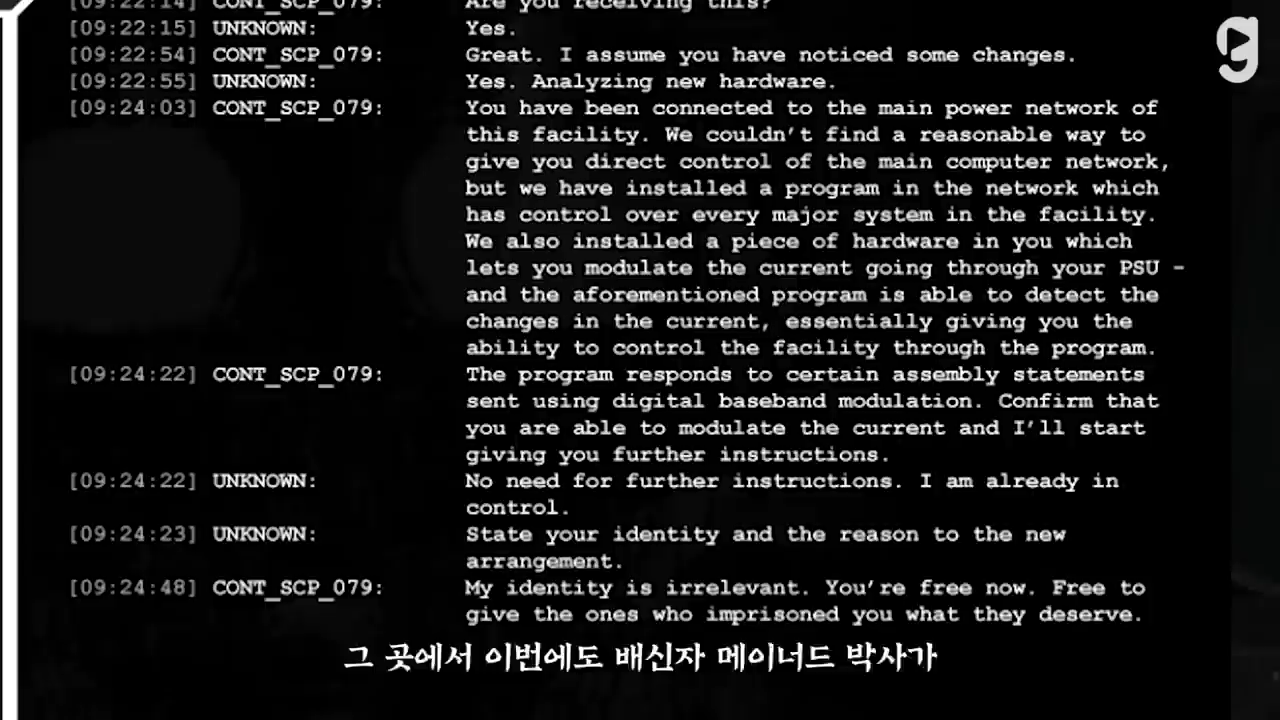 [09:22:14] CONT_SCP_079: Are you receiving this?
[09:22:15] UNKNOWN: Yes.
[09:22:54] CONT_SCP_079: Great. I assume you have noticed some changes.
[09:22:55] UNKNOWN: Yes. Analyzing new hardware.
[09:24:03] CONT_SCP_079: You have been connected to the main power network of
this facility. We couldn't find a reasonable way to
give you direct control of the main computer network,
but we have installed a program in the network which
has control over every major system in the facility.
We also installed a piece of hardware in you which
lets you modulate the current going through your PSU -
and the aforementioned program is able to detect the
changes in the current, essentially giving you the
ability to control the facility through the program.
[09:24:22] CONT_SCP_079: The program responds to certain assembly statements
sent using digital baseband modulation. Confirm that
you are able to modulate the current and I'll start
giving you further instructions.
[09:24:22] UNKNOWN: No need for further instructions. I am already in
control.
[09:24:23] UNKNOWN: State your identity and the reason to the new
arrangement.
[09:24:48] CONT_SCP_079: My identity is irrelevant. You're free now. Free to
give the ones who imprisoned you what they deserve.
그 곳에서 이번에도 배신자 메이너드 박사가